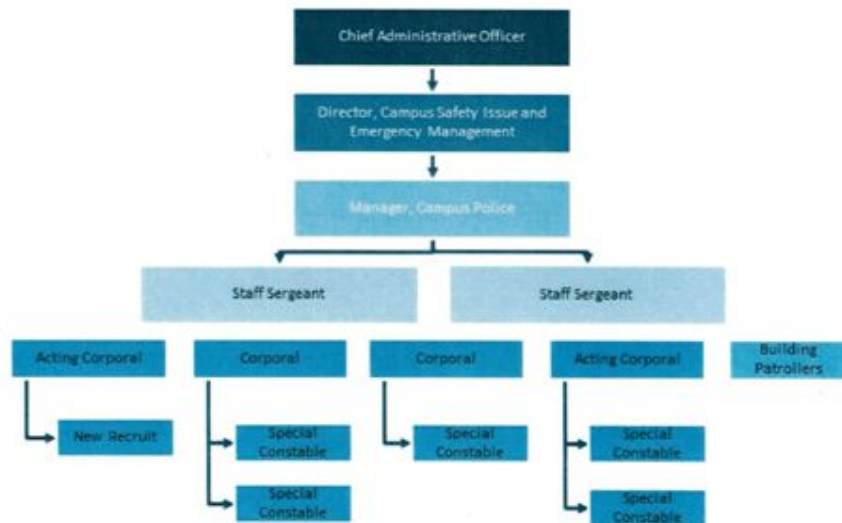 Chief Administrative Officer
Director, Campus Safety Issue and
Emergency Management
Manager, Campus Police
Staff Sergeant
Staff Sergeant
Acting Corporal
Corporal
Corporal
Acting Corporal
Building
Patrollers
New Recruit
Special
Constable
Special
Constable
Special
Constable
Special
Constable
Special
Constable